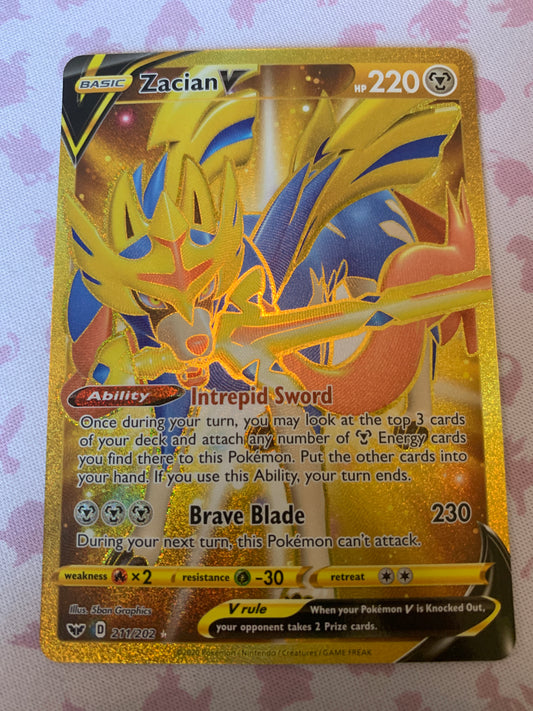 BASIC Zacian V HP 220
Ability Intrepid Sword
Once during your turn, you may look at the top 3 cards
of your deck and attach any number of Energy cards
you find there to this Pokémon. Put the other cards into
your hand. If you use this Ability, your turn ends.
Brave Blade 230
During your next turn, this Pokémon can't attack.
weakness ×2 resistance -30 retreat
Illus. 5ban Graphics
V rule When your Pokémon V is Knocked Out,
your opponent takes 2 Prize cards.
D 211/202
©2020 Pokémon / Nintendo / Creatures / GAME FREAK